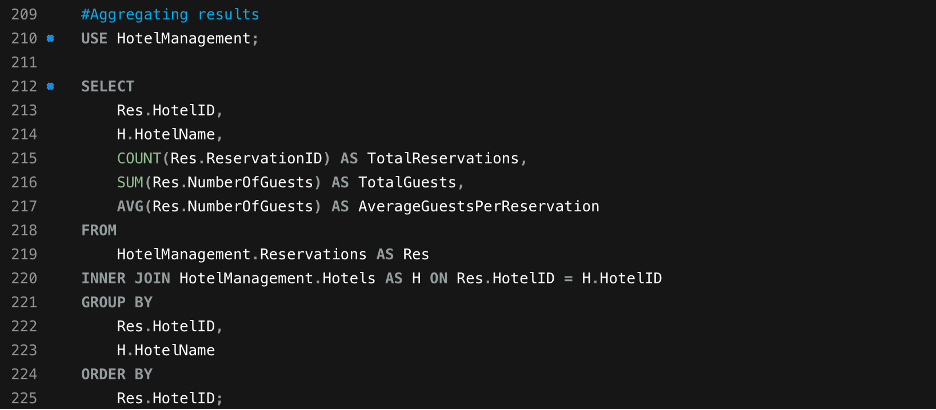 209 #Aggregating results
210 USE HotelManagement;
211
212 SELECT
213 Res.HotelID,
214 H.HotelName,
215 COUNT(Res.ReservationID) AS TotalReservations,
216 SUM(Res.NumberOfGuests) AS TotalGuests,
217 AVG(Res.NumberOfGuests) AS AverageGuestsPerReservation
218 FROM
219 HotelManagement.Reservations AS Res
220 INNER JOIN HotelManagement.Hotels AS H ON Res.HotelID = H.HotelID
221 GROUP BY
222 Res.HotelID,
223 H.HotelName
224 ORDER BY
225 Res.HotelID;